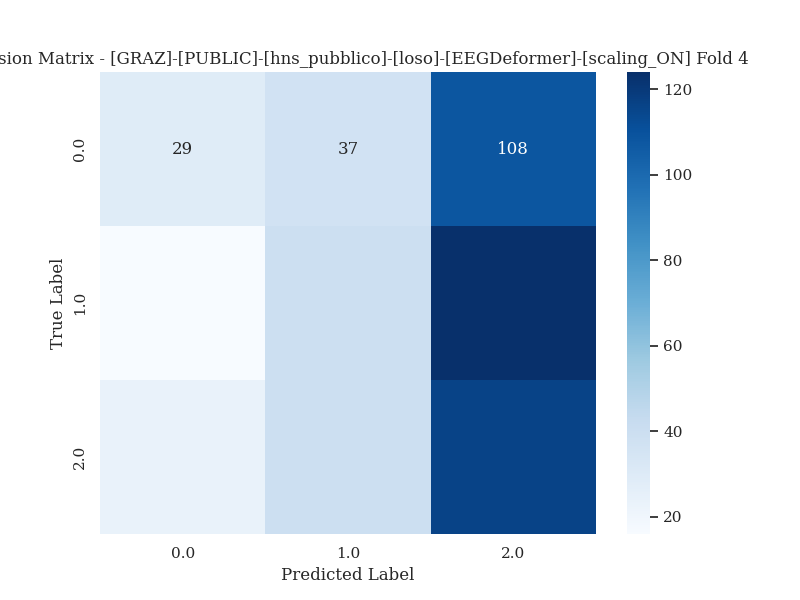 sion Matrix - [GRAZ]-[PUBLIC]-[hns_pubblico]-[loso]-[EEGDeformer]-[scaling_ON] Fold 4
29 37 108
0.0
1.0
2.0
True Label
0.0 1.0 2.0
Predicted Label
120
100
80
60
40
20